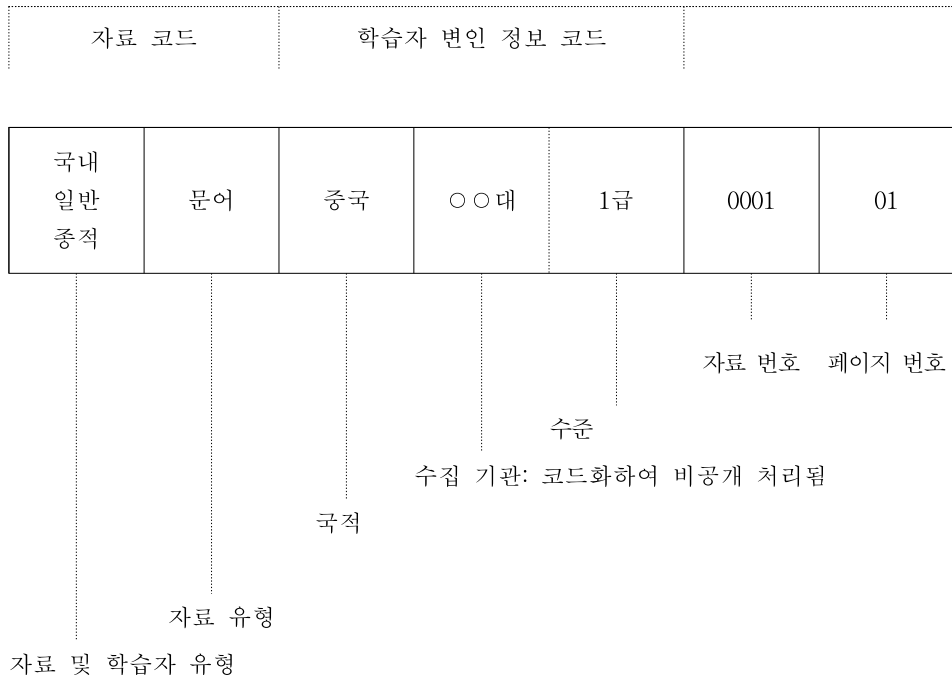 자료 코드 학습자 변인 정보 코드
국내
일반
종적
문어 중국 ○○대 1급 0001 01
자료 번호 페이지 번호
수준
수집 기관: 코드화하여 비공개 처리됨
국적
자료 유형
자료 및 학습자 유형